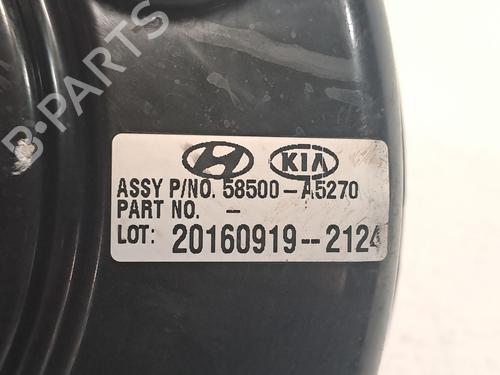 B-PARTS
KIA
ASSY P/NO. 58500-A5270
PART NO. -
LOT: 20160919--2124